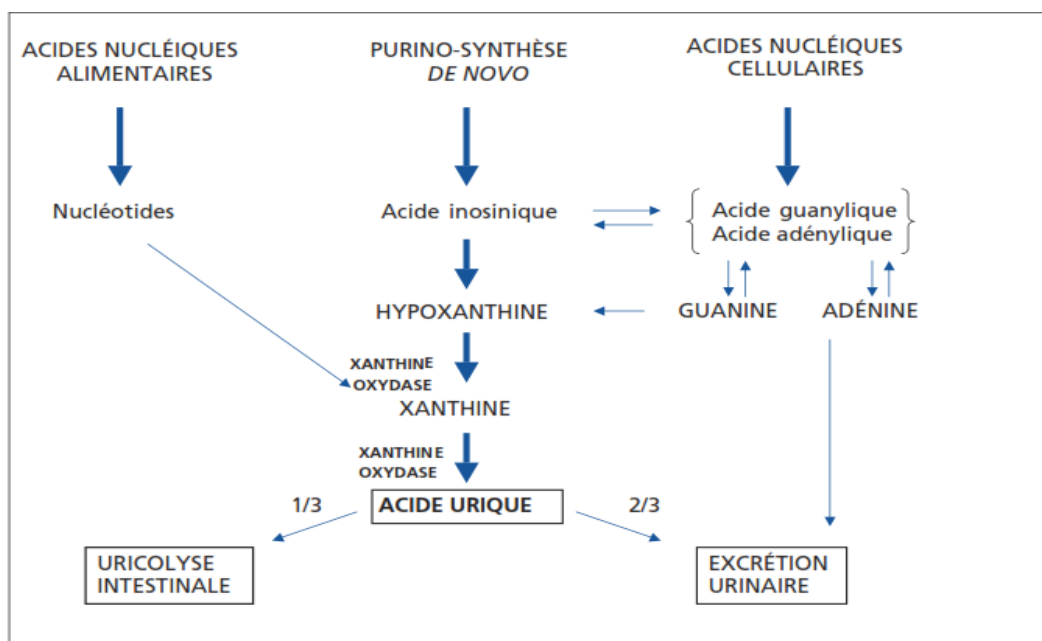 ACIDES NUCLÉIQUES
ALIMENTAIRES
PURINO-SYNTHÈSE
DE NOVO
ACIDES NUCLÉIQUES
CELLULAIRES
Nucléotides
Acide inosinique
Acide guanylique
Acide adénylique
HYPOXANTHINE
GUANINE
ADÉNINE
XANTHINE
OXYDASE
XANTHINE
XANTHINE
OXYDASE
1/3
ACIDE URIQUE
2/3
URICOLYSE
INTESTINALE
EXCRÉTION
URINAIRE